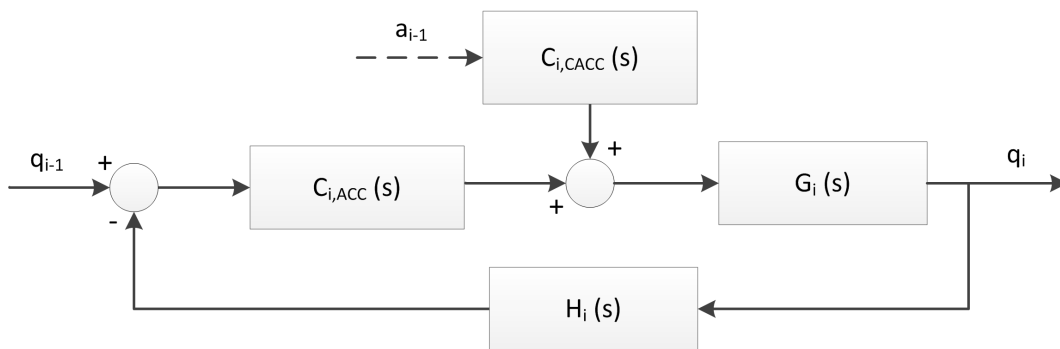 a_{i-1}
C_{i,CACC} (s)
q_{i-1}
+
+
C_{i,ACC} (s)
+
G_i (s)
q_i
-
H_i (s)